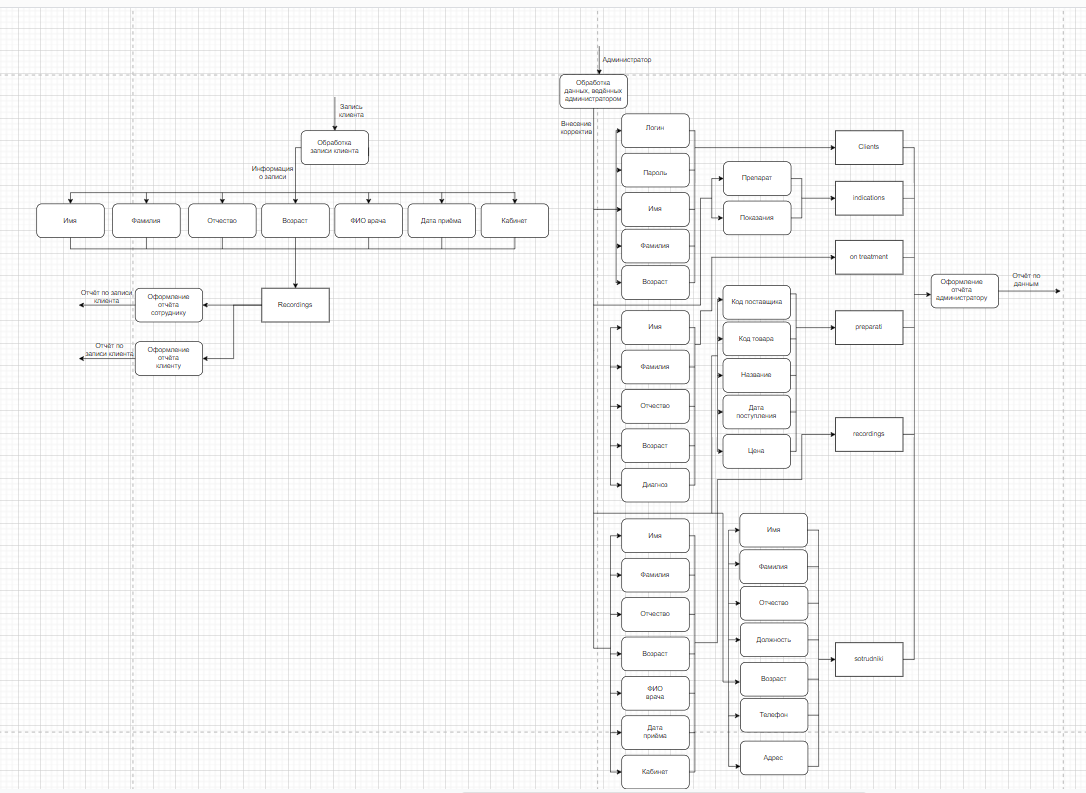 Запись
клиента
Обработка
записи клиента
Информация
о записи
Имя
Фамилия
Отчество
Возраст
ФИО врача
Дата приёма
Кабинет
Recordings
Отчёт по записи
клиента
Оформление
отчёта
сотруднику
Отчёт по
записи клиента
Оформление
отчёта
клиенту
Администратор
Обработка
данных, ведённых
администратором
Внесение
корректив
Логин
Пароль
Имя
Фамилия
Возраст
Препарат
Показания
Имя
Фамилия
Отчество
Возраст
Диагноз
Код поставщика
Код товара
Название
Дата
поступления
Цена
Имя
Фамилия
Отчество
Возраст
ФИО
врача
Дата
приёма
Кабинет
Имя
Фамилия
Отчество
Должность
Возраст
Телефон
Адрес
Clients
indications
on treatment
preparati
recordings
sotrudniki
Оформление
отчёта
администратору
Отчёт по
данным